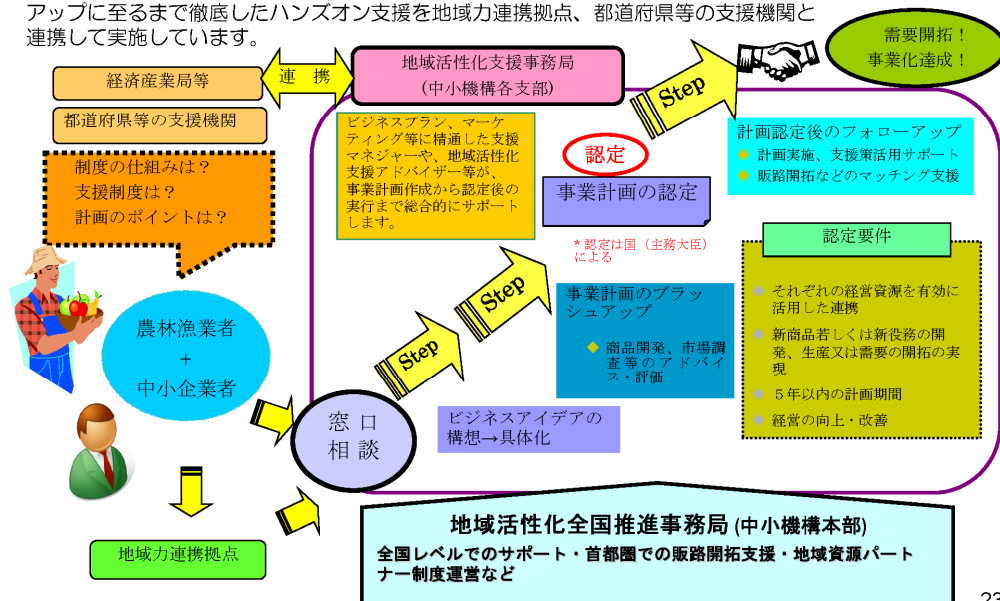 アップに至るまで徹底したハンズオン支援を地域力連携拠点、都道府県等の支援機関と
連携して実施しています。
経済産業局等
連 携
地域活性化支援事務局
(中小機構各支部)
需要開拓！
事業化達成！
都道府県等の支援機関
制度の仕組みは？
支援制度は？
計画のポイントは？
ビジネスプラン、マーケ
ティング等に精通した支援
マネジャーや、地域活性化
支援アドバイザー等が、
事業計画作成から認定後の
実行まで総合的にサポート
します。
Step
認定
事業計画の認定
＊認定は国（主務大臣）
による
計画認定後のフォローアップ
計画実施、支援策活用サポート
販路開拓などのマッチング支援
認定要件
それぞれの経営資源を有効に
活用した連携
新商品若しくは新役務の開
発、生産又は需要の開拓の実
現
５年以内の計画期間
経営の向上・改善
Step
事業計画のブラッ
シュアップ
商品開発、市場調
査等のアドバイ
ス・評価
Step
ビジネスアイデアの
構想→具体化
農林漁業者
+
中小企業者
窓 口
相 談
地域力連携拠点
地域活性化全国推進事務局 (中小機構本部)
全国レベルでのサポート・首都圏での販路開拓支援・地域資源パート
ナー制度運営など
23